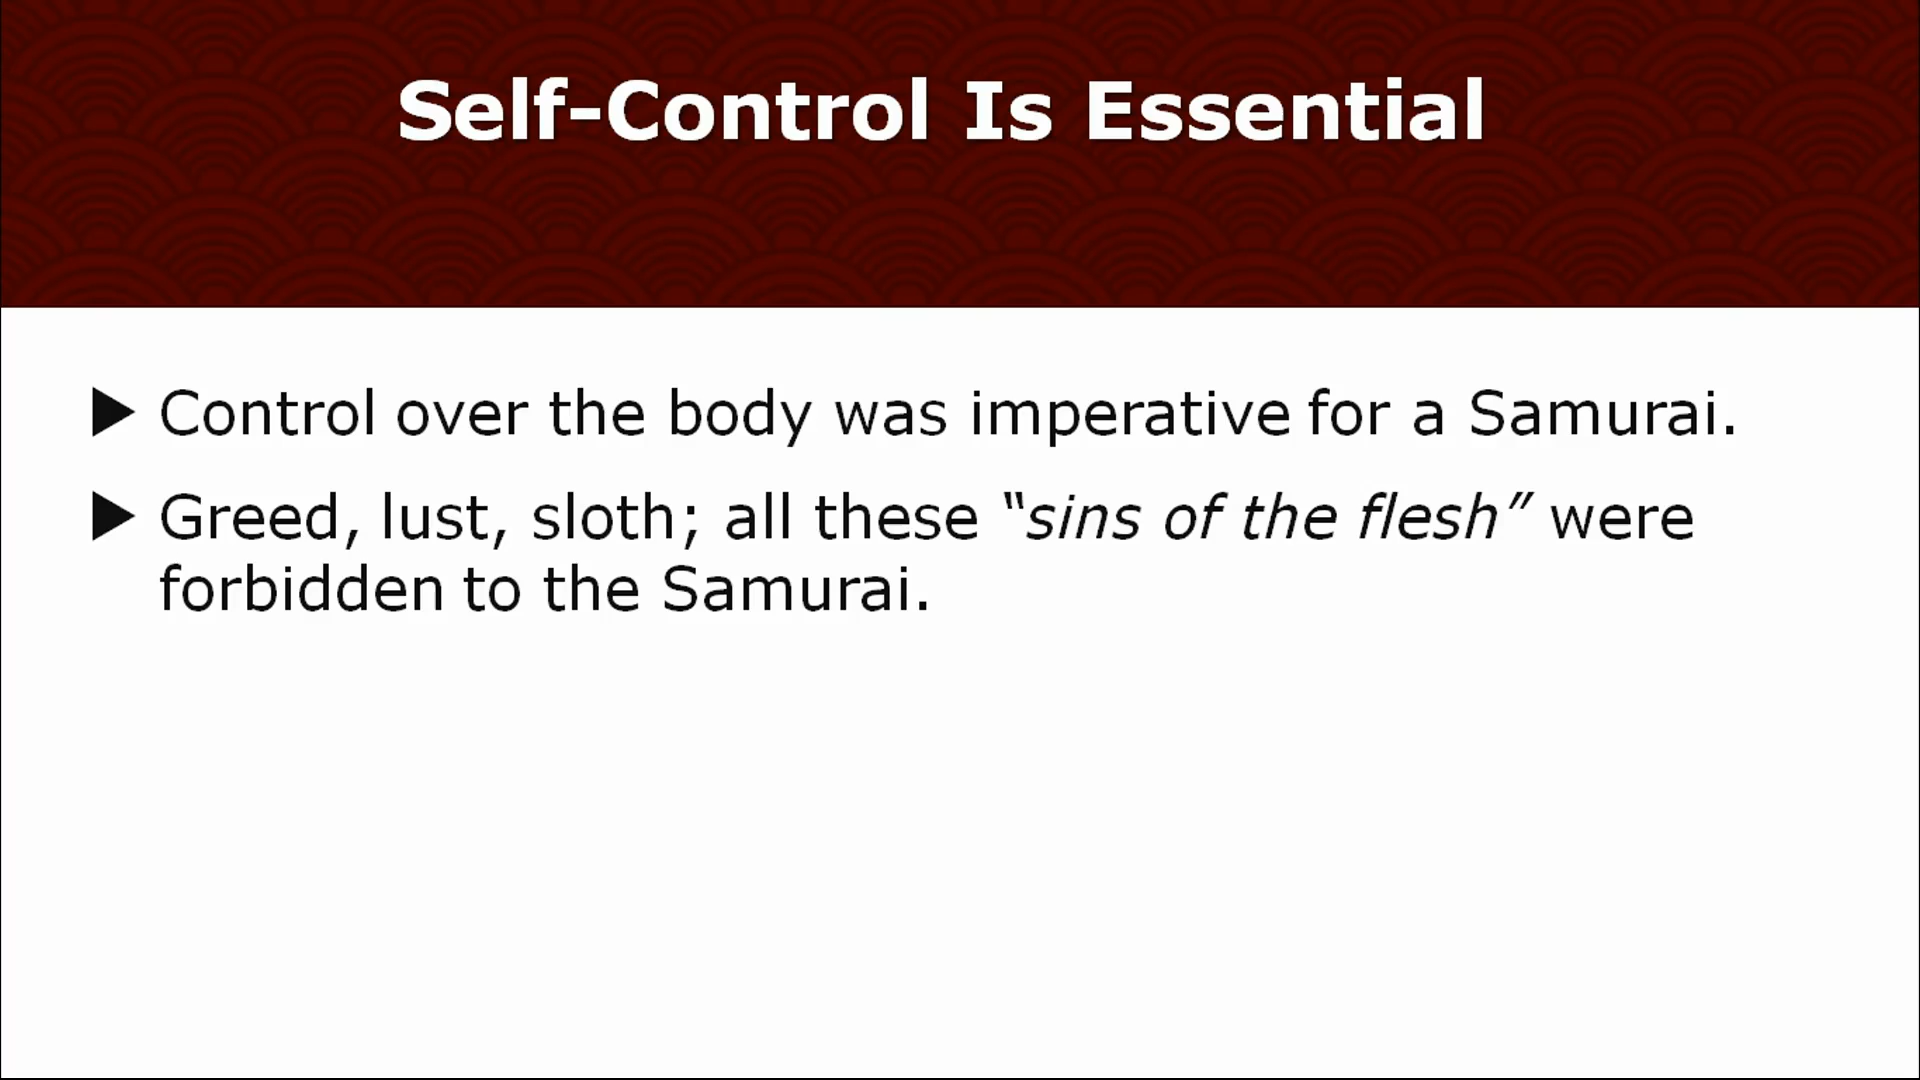 Self-Control Is Essential
Control over the body was imperative for a Samurai.
Greed, lust, sloth; all these “sins of the flesh” were
forbidden to the Samurai.